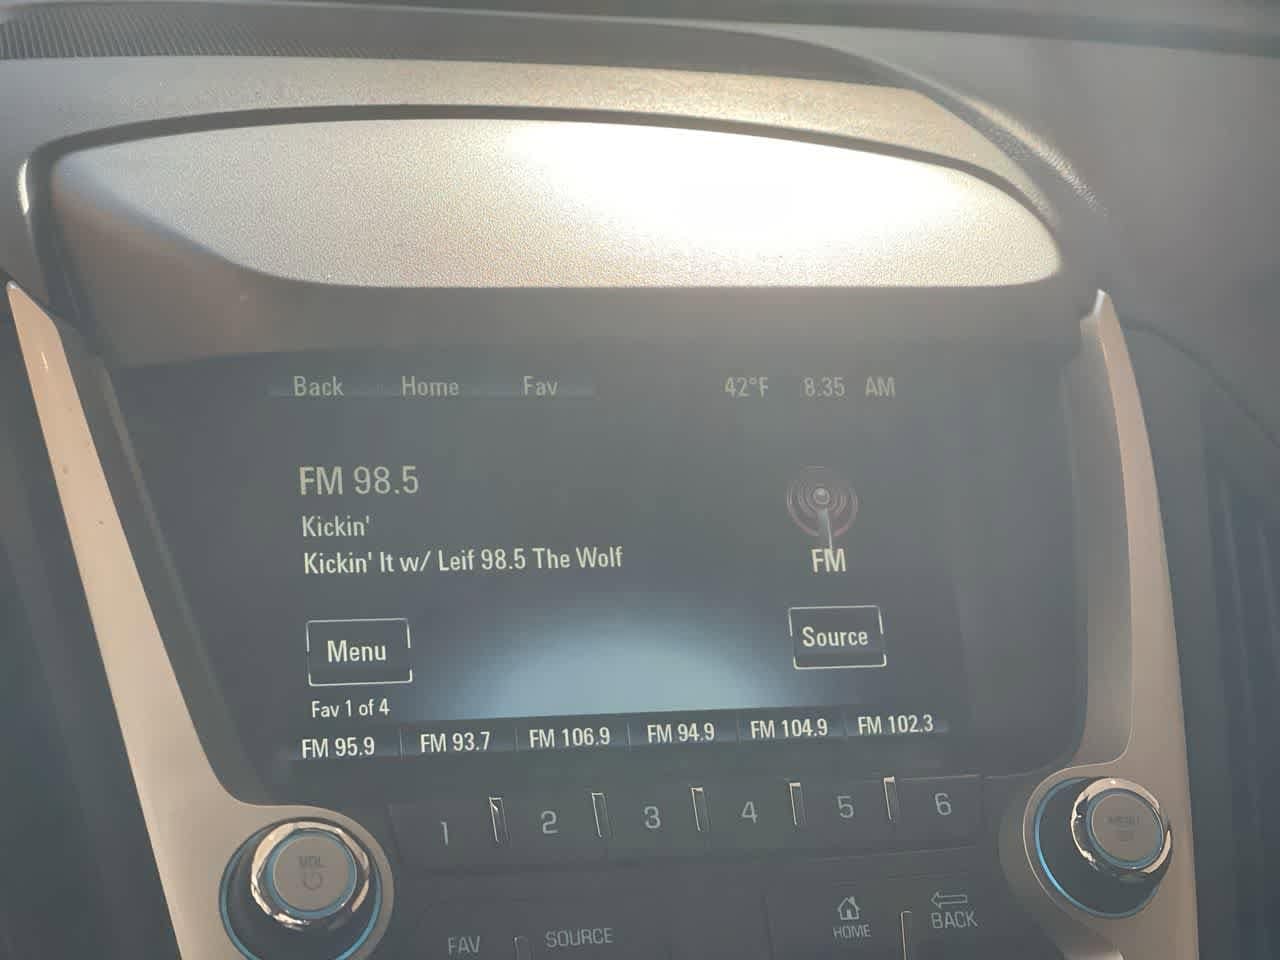 Back Home Fav 42°F 8:35 AM
FM 98.5
Kickin'
Kickin' It w/ Leif 98.5 The Wolf
FM
Menu Source
Fav 1 of 4
FM 95.9 FM 93.7 FM 106.9 FM 94.9 FM 104.9 FM 102.3
1 2 3 4 5 6
VOL
MENU
FAV SOURCE HOME BACK